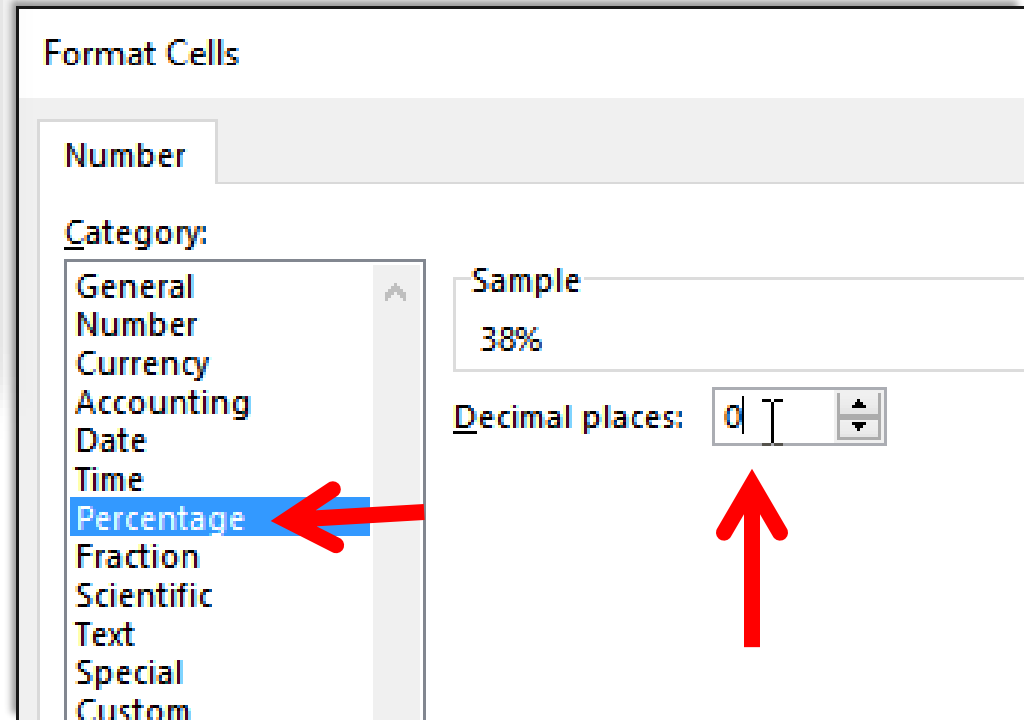 Format Cells
Number
Category:
General
Number
Currency
Accounting
Date
Time
Percentage
Fraction
Scientific
Text
Special
Custom
Sample
38%
Decimal places: 0